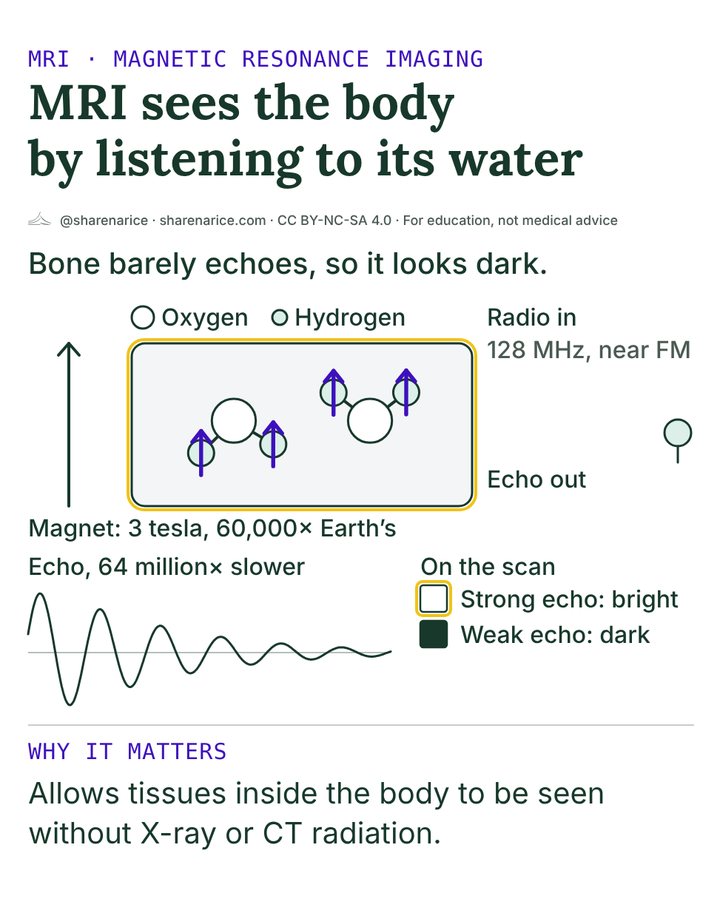 MRI · MAGNETIC RESONANCE IMAGING
MRI sees the body
by listening to its water
@sharenarice · sharenarice.com · CC BY-NC-SA 4.0 · For education, not medical advice
Bone barely echoes, so it looks dark.
Oxygen Hydrogen
Radio in
128 MHz, near FM
Echo out
Magnet: 3 tesla, 60,000× Earth’s
Echo, 64 million× slower
On the scan
Strong echo: bright
Weak echo: dark
WHY IT MATTERS
Allows tissues inside the body to be seen
without X-ray or CT radiation.